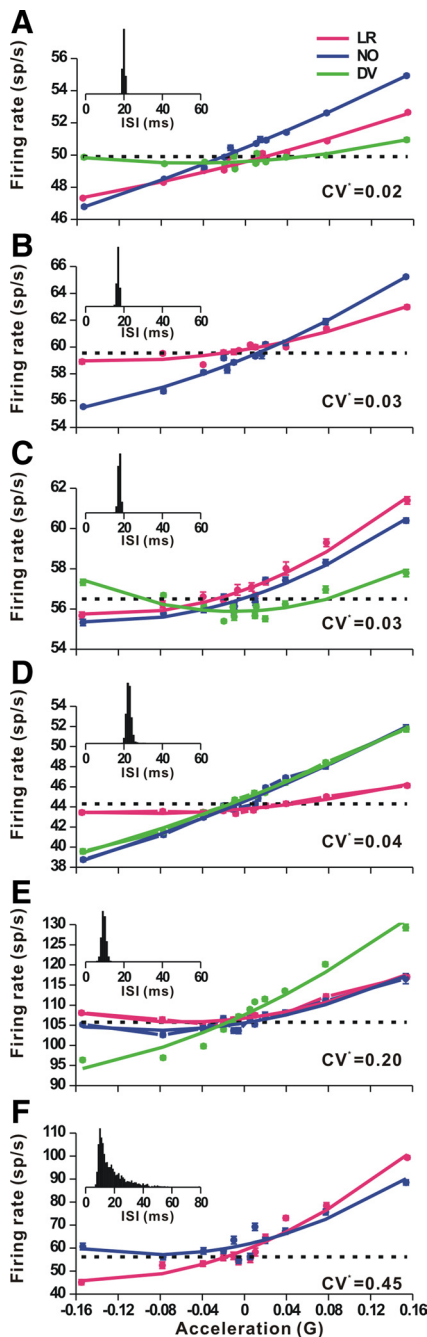 A
LR
NO
DV
Firing rate (sp/s)
56
54
52
50
48
46
0 20 40 60
ISI (ms)
CV*=0.02
B
Firing rate (sp/s)
66
64
62
60
58
56
54
0 20 40 60
ISI (ms)
CV*=0.03
C
Firing rate (sp/s)
62
60
58
56
54
0 20 40 60
ISI (ms)
CV*=0.03
D
Firing rate (sp/s)
54
52
50
48
46
44
42
40
38
0 20 40 60
ISI (ms)
CV*=0.04
E
Firing rate (sp/s)
130
125
120
115
110
105
100
95
90
0 20 40 60
ISI (ms)
CV*=0.20
F
Firing rate (sp/s)
110
100
90
80
70
60
50
40
0 20 40 60 80
ISI (ms)
CV*=0.45
-0.16 -0.12 -0.08 -0.04 0 0.04 0.08 0.12 0.16
Acceleration (G)